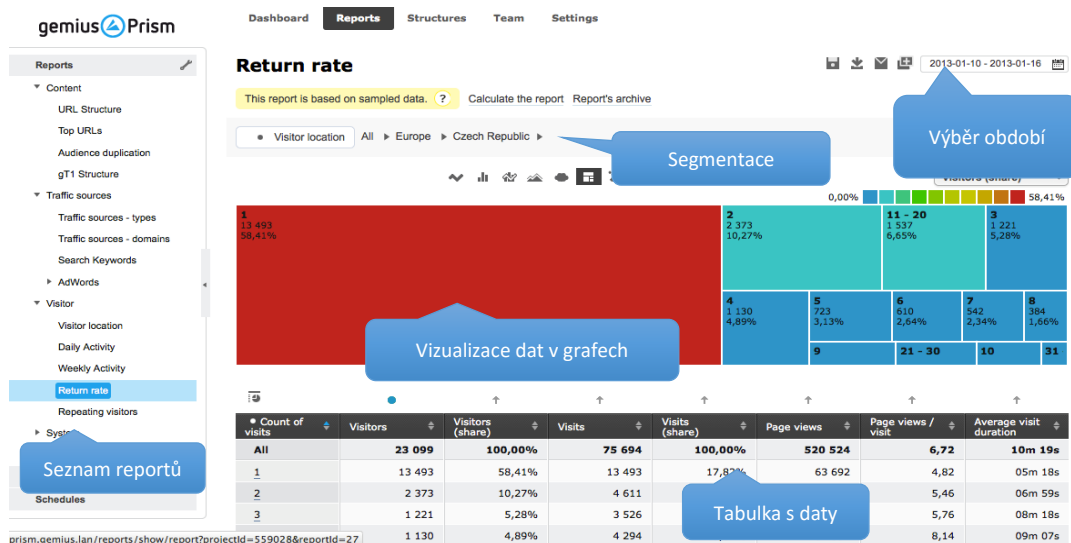 gemius Prism
Dashboard Reports Structures Team Settings
Reports
Content
URL Structure
Top URLs
Audience duplication
gT1 Structure
Traffic sources
Traffic sources - types
Traffic sources - domains
Search Keywords
AdWords
Visitor
Visitor location
Daily Activity
Weekly Activity
Return rate
Repeating visitors
Seznam reportů
Schedules
prism.gemius.lan/reports/show/report?projectId=559028&reportId=27
Return rate
2013-01-10 - 2013-01-16
This report is based on sampled data. ? Calculate the report Report's archive
Výběr období
Visitor location All Europe Czech Republic
Segmentace
0,00% 58,41%
1
13 493
58,41%
2
2 373
10,27%
11 - 20
1 537
6,65%
3
1 221
5,28%
4
1 130
4,89%
5
723
3,13%
6
610
2,64%
7
542
2,34%
8
384
1,66%
9
21 - 30
10
31
Vizualizace dat v grafech
Count of visits Visitors Visitors (share) Visits Visits (share) Page views Page views / visit Average visit duration
All 23 099 100,00% 75 694 100,00% 520 524 6,72 10m 19s
1 13 493 58,41% 13 493 17,82% 63 692 4,82 05m 18s
2 2 373 10,27% 4 611 5,46 06m 59s
3 1 221 5,28% 3 526 5,76 08m 18s
1 130 4,89% 4 294 8,14 09m 07s
Tabulka s daty